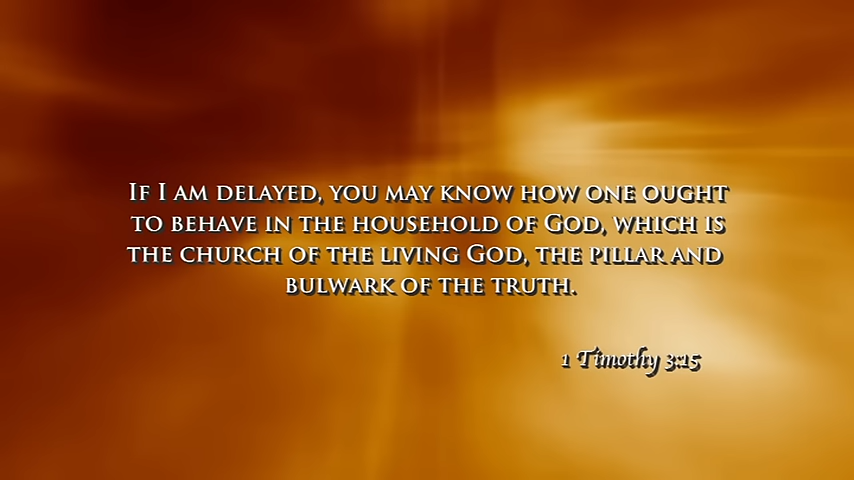 If I am delayed, you may know how one ought
to behave in the household of God, which is
the church of the living God, the pillar and
bulwark of the truth.
1 Timothy 3:15